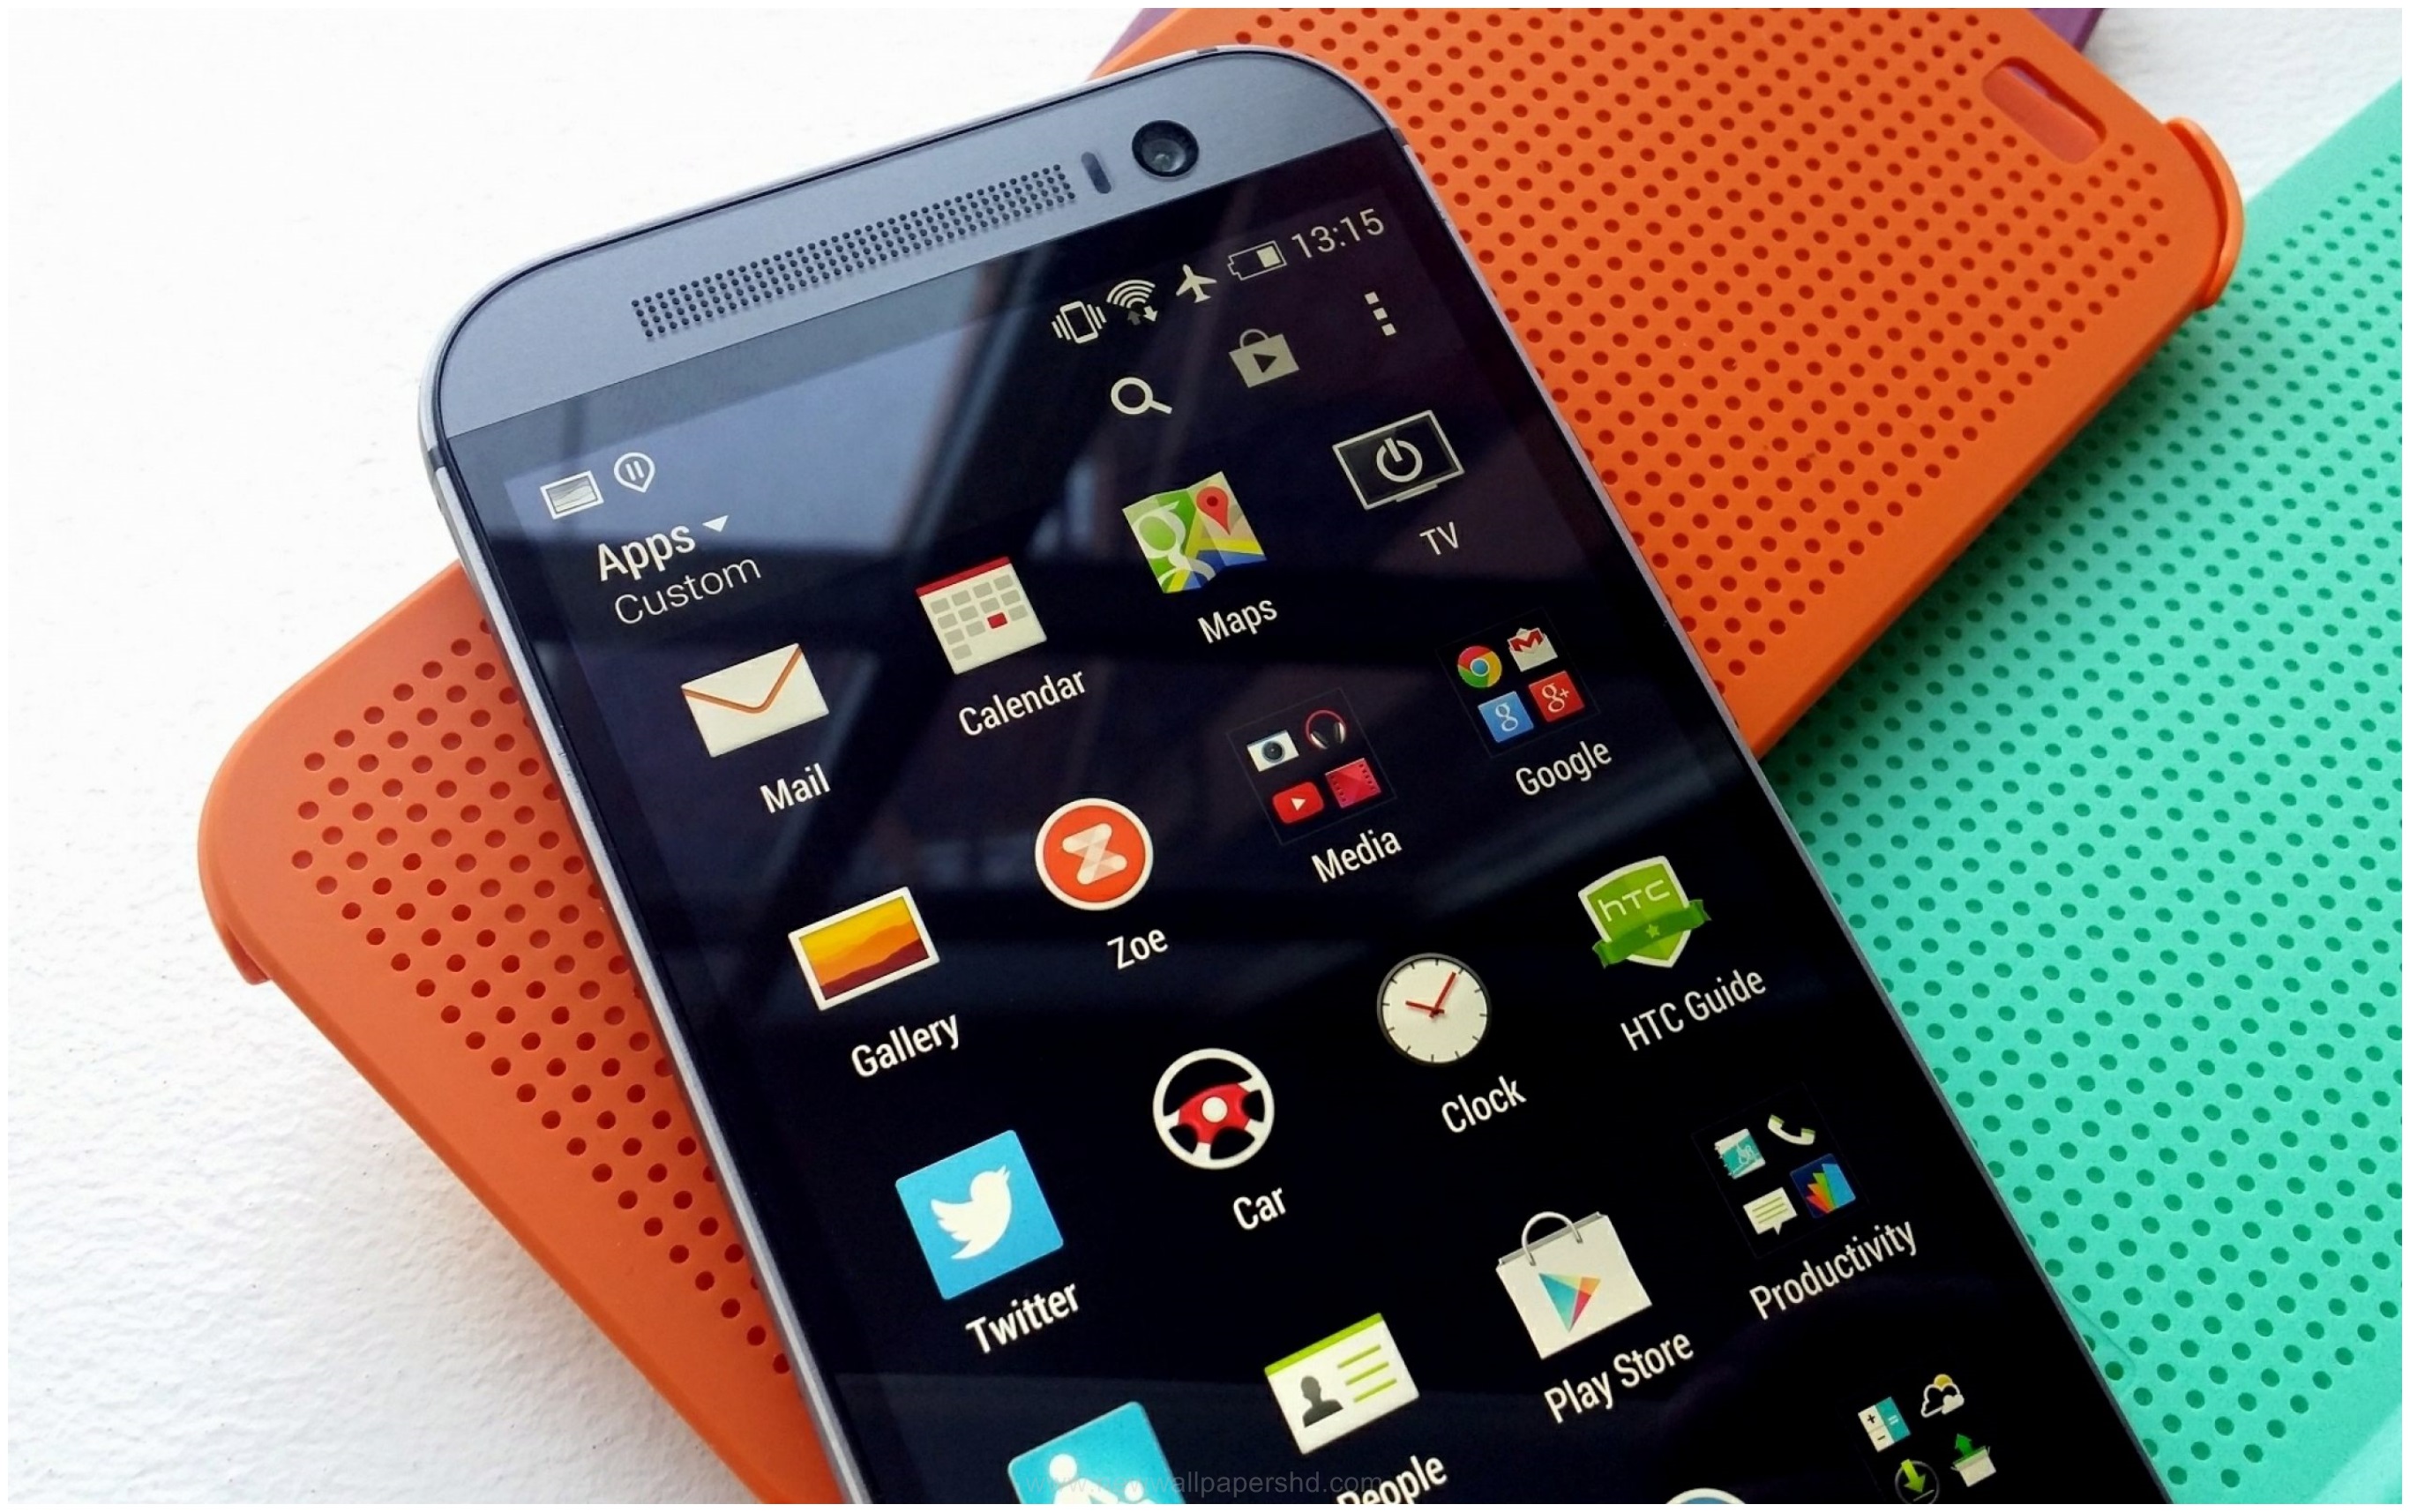 13:15
Apps
Custom
Mail
Calendar
Maps
TV
Gallery
Zoe
Media
Google
g
g+
Twitter
Car
Clock
hTC
HTC Guide
People
Play Store
Productivity